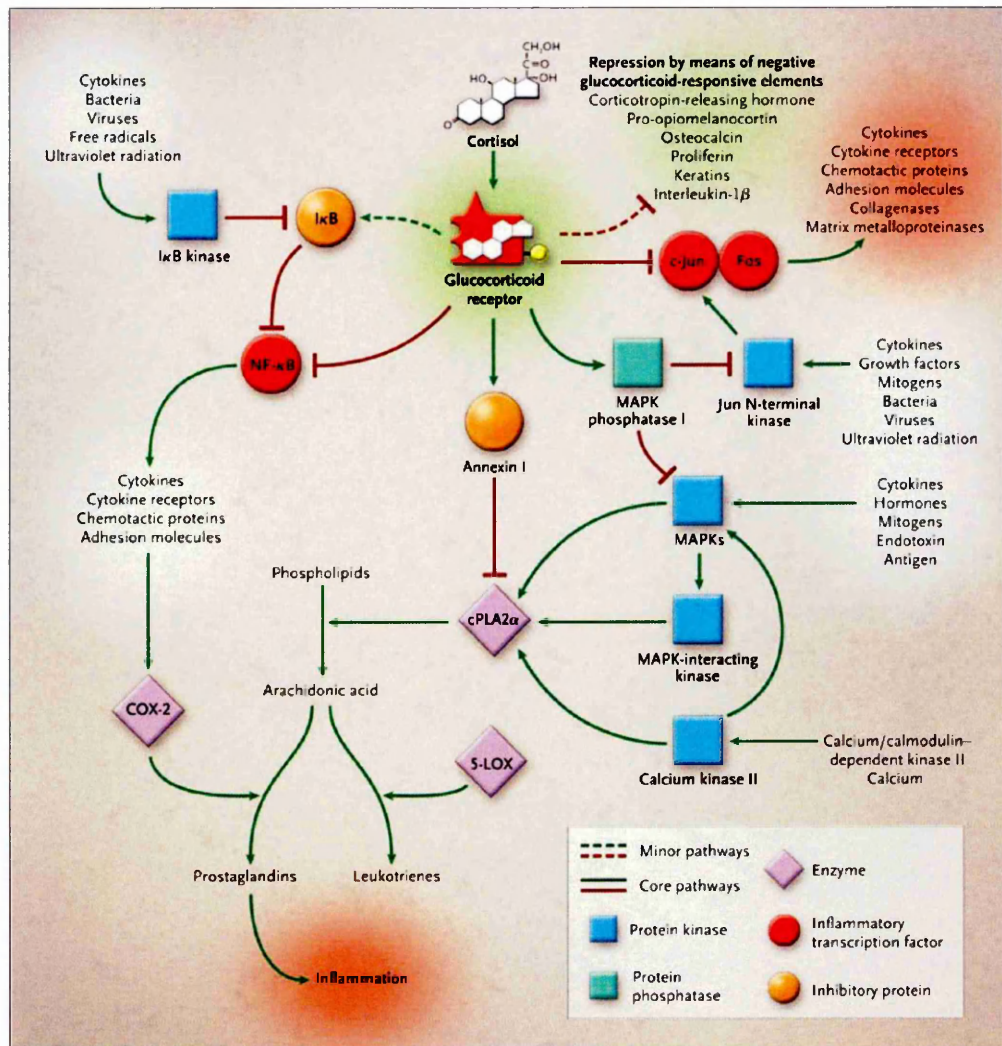 CH₂OH
C=O
HO
OH
O
Cortisol
Repression by means of negative
glucocorticoid-responsive elements
Corticotropin-releasing hormone
Pro-opiomelanocortin
Osteocalcin
Proliferin
Keratins
Interleukin-1β
Cytokines
Bacteria
Viruses
Free radicals
Ultraviolet radiation
IκB kinase
IκB
Glucocorticoid
receptor
c-Jun
Fos
Cytokines
Cytokine receptors
Chemotactic proteins
Adhesion molecules
Collagenases
Matrix metalloproteinases
NF-κB
Annexin I
MAPK
phosphatase I
Jun N-terminal
kinase
Cytokines
Growth factors
Mitogens
Bacteria
Viruses
Ultraviolet radiation
Cytokines
Cytokine receptors
Chemotactic proteins
Adhesion molecules
MAPKs
Cytokines
Hormones
Mitogens
Endotoxin
Antigen
Phospholipids
cPLA2α
MAPK-interacting
kinase
Arachidonic acid
COX-2
5-LOX
Calcium kinase II
Calcium/calmodulin–
dependent kinase II
Calcium
Prostaglandins
Leukotrienes
Inflammation
Minor pathways
Core pathways
Protein kinase
Protein
phosphatase
Enzyme
Inflammatory
transcription factor
Inhibitory protein